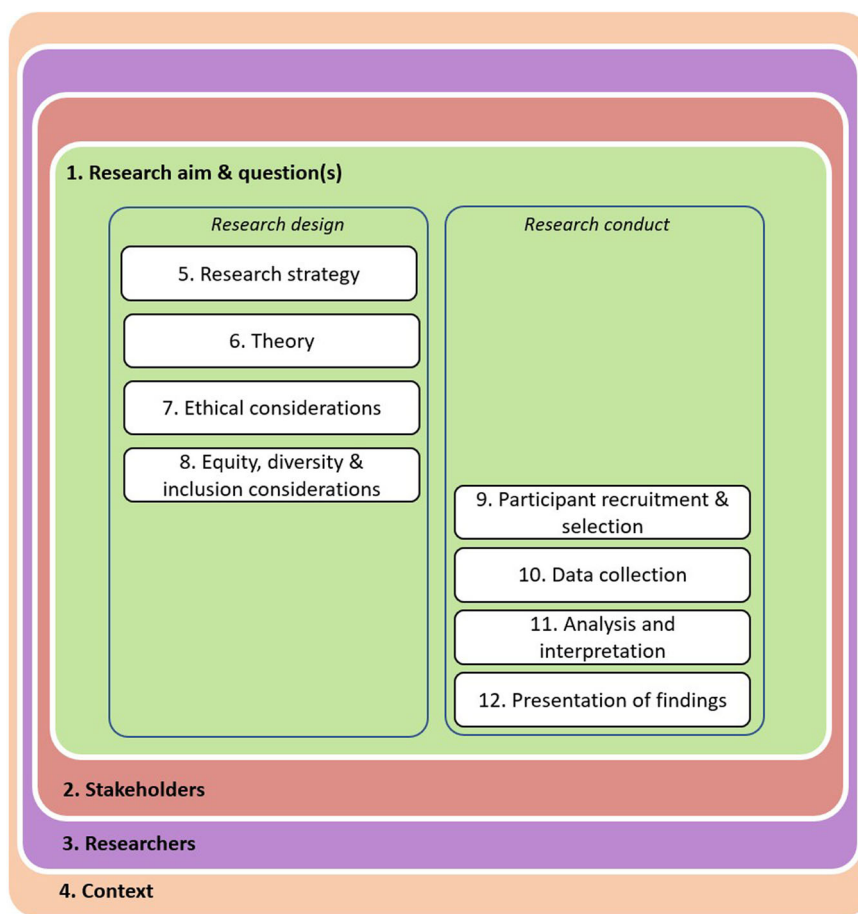 1. Research aim & question(s)
Research design
5. Research strategy
6. Theory
7. Ethical considerations
8. Equity, diversity &
inclusion considerations
Research conduct
9. Participant recruitment &
selection
10. Data collection
11. Analysis and
interpretation
12. Presentation of findings
2. Stakeholders
3. Researchers
4. Context